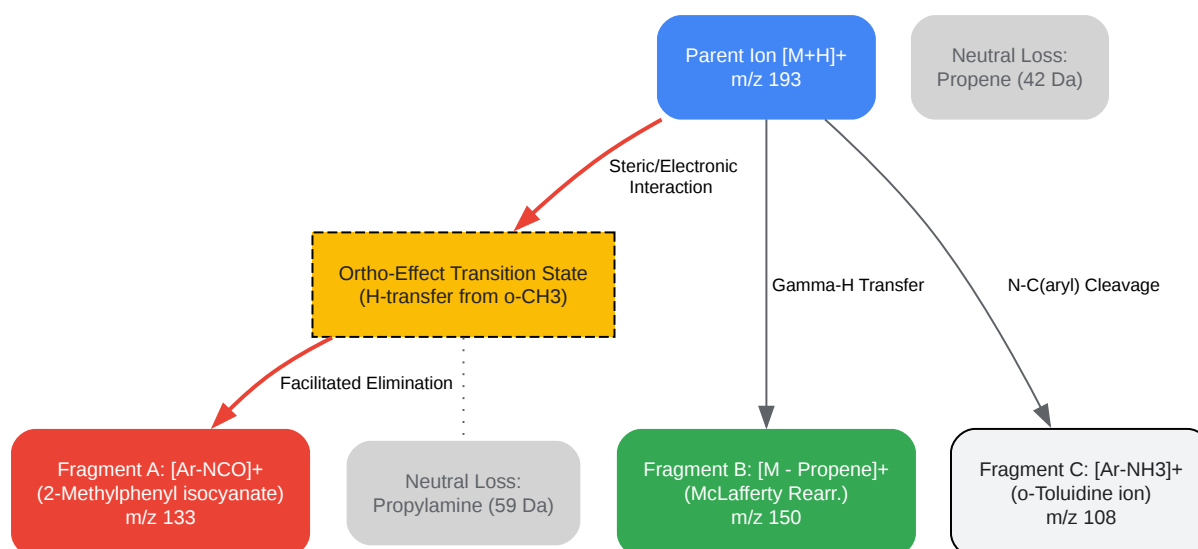 Parent Ion [M+H]+
m/z 193
Neutral Loss:
Propene (42 Da)
Steric/Electronic
Interaction
Ortho-Effect Transition State
(H-transfer from o-CH3)
Gamma-H Transfer
N-C(aryl) Cleavage
Facilitated Elimination
Fragment A: [Ar-NCO]+
(2-Methylphenyl isocyanate)
m/z 133
Neutral Loss:
Propylamine (59 Da)
Fragment B: [M - Propene]+
(McLafferty Rearr.)
m/z 150
Fragment C: [Ar-NH3]+
(o-Toluidine ion)
m/z 108